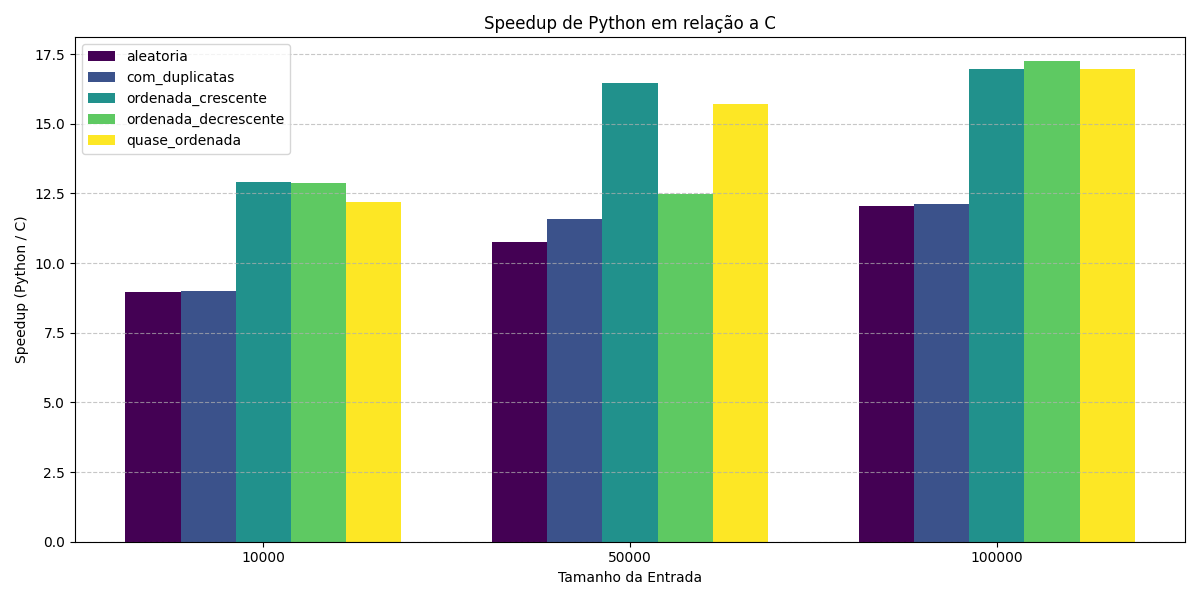 Speedup de Python em relação a C
aleatoria
com_duplicatas
ordenada_crescente
ordenada_decrescente
quase_ordenada
Speedup (Python / C)
17.5
15.0
12.5
10.0
7.5
5.0
2.5
0.0
10000
50000
100000
Tamanho da Entrada